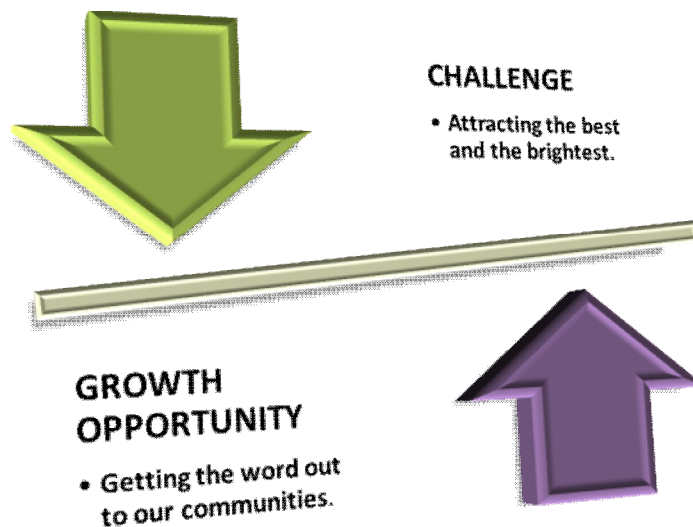 CHALLENGE
• Attracting the best
and the brightest.
GROWTH
OPPORTUNITY
• Getting the word out
to our communities.